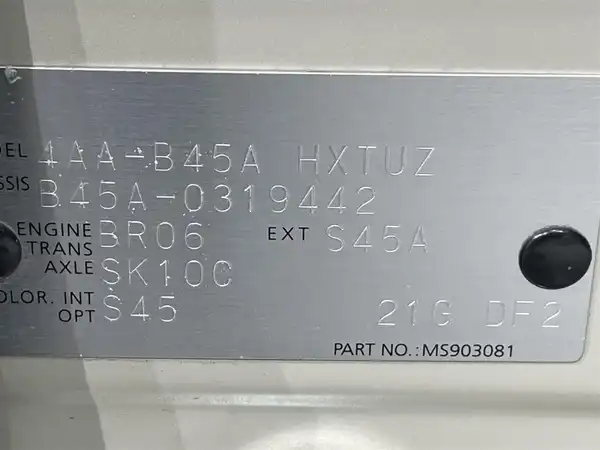 DEL 4AA-B45A HXTUZ
SSIS B45A-0319442
ENGINE BR06 EXT S45A
TRANS
AXLE SK10C
OLOR. INT S45
OPT 21G DF2
PART NO.:MS903081